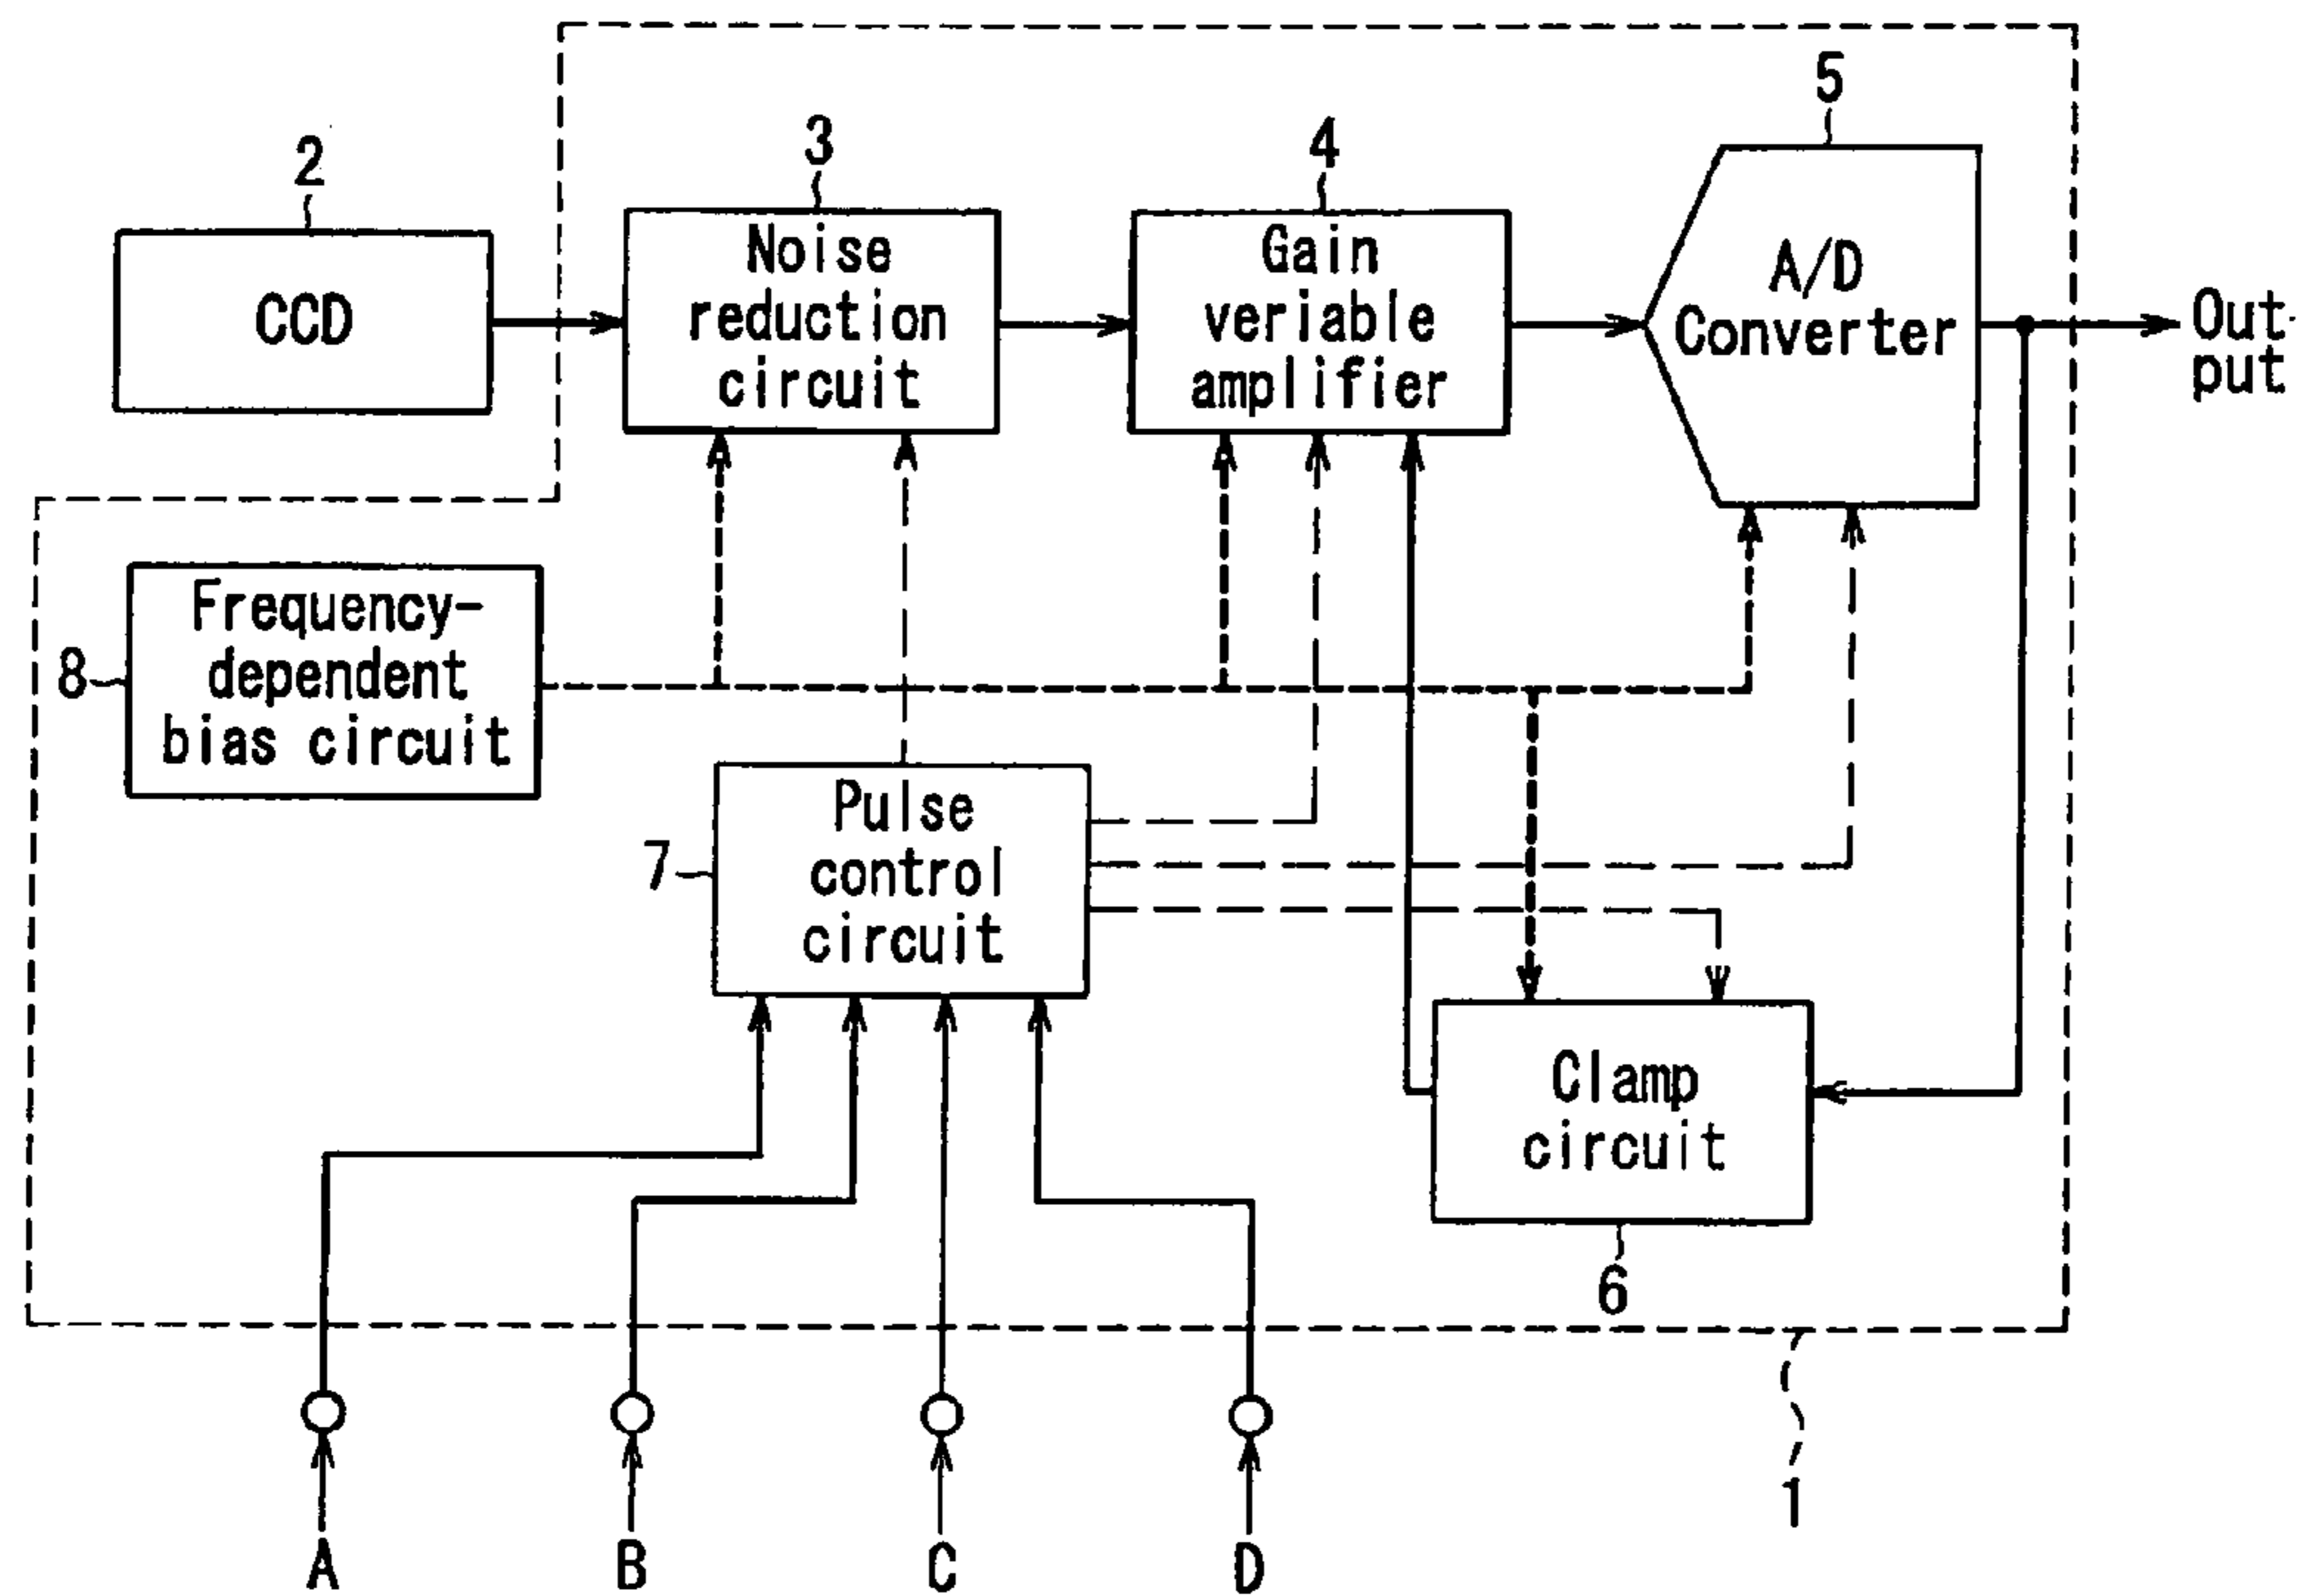 5
2
3
4
CCD
Noise
reduction
circuit
Gain
veriable
amplifier
A/D
Converter
Out
put
8
Frequency-
dependent
bias circuit
7
Pulse
control
circuit
Clamp
circuit
6
1
A
B
C
D